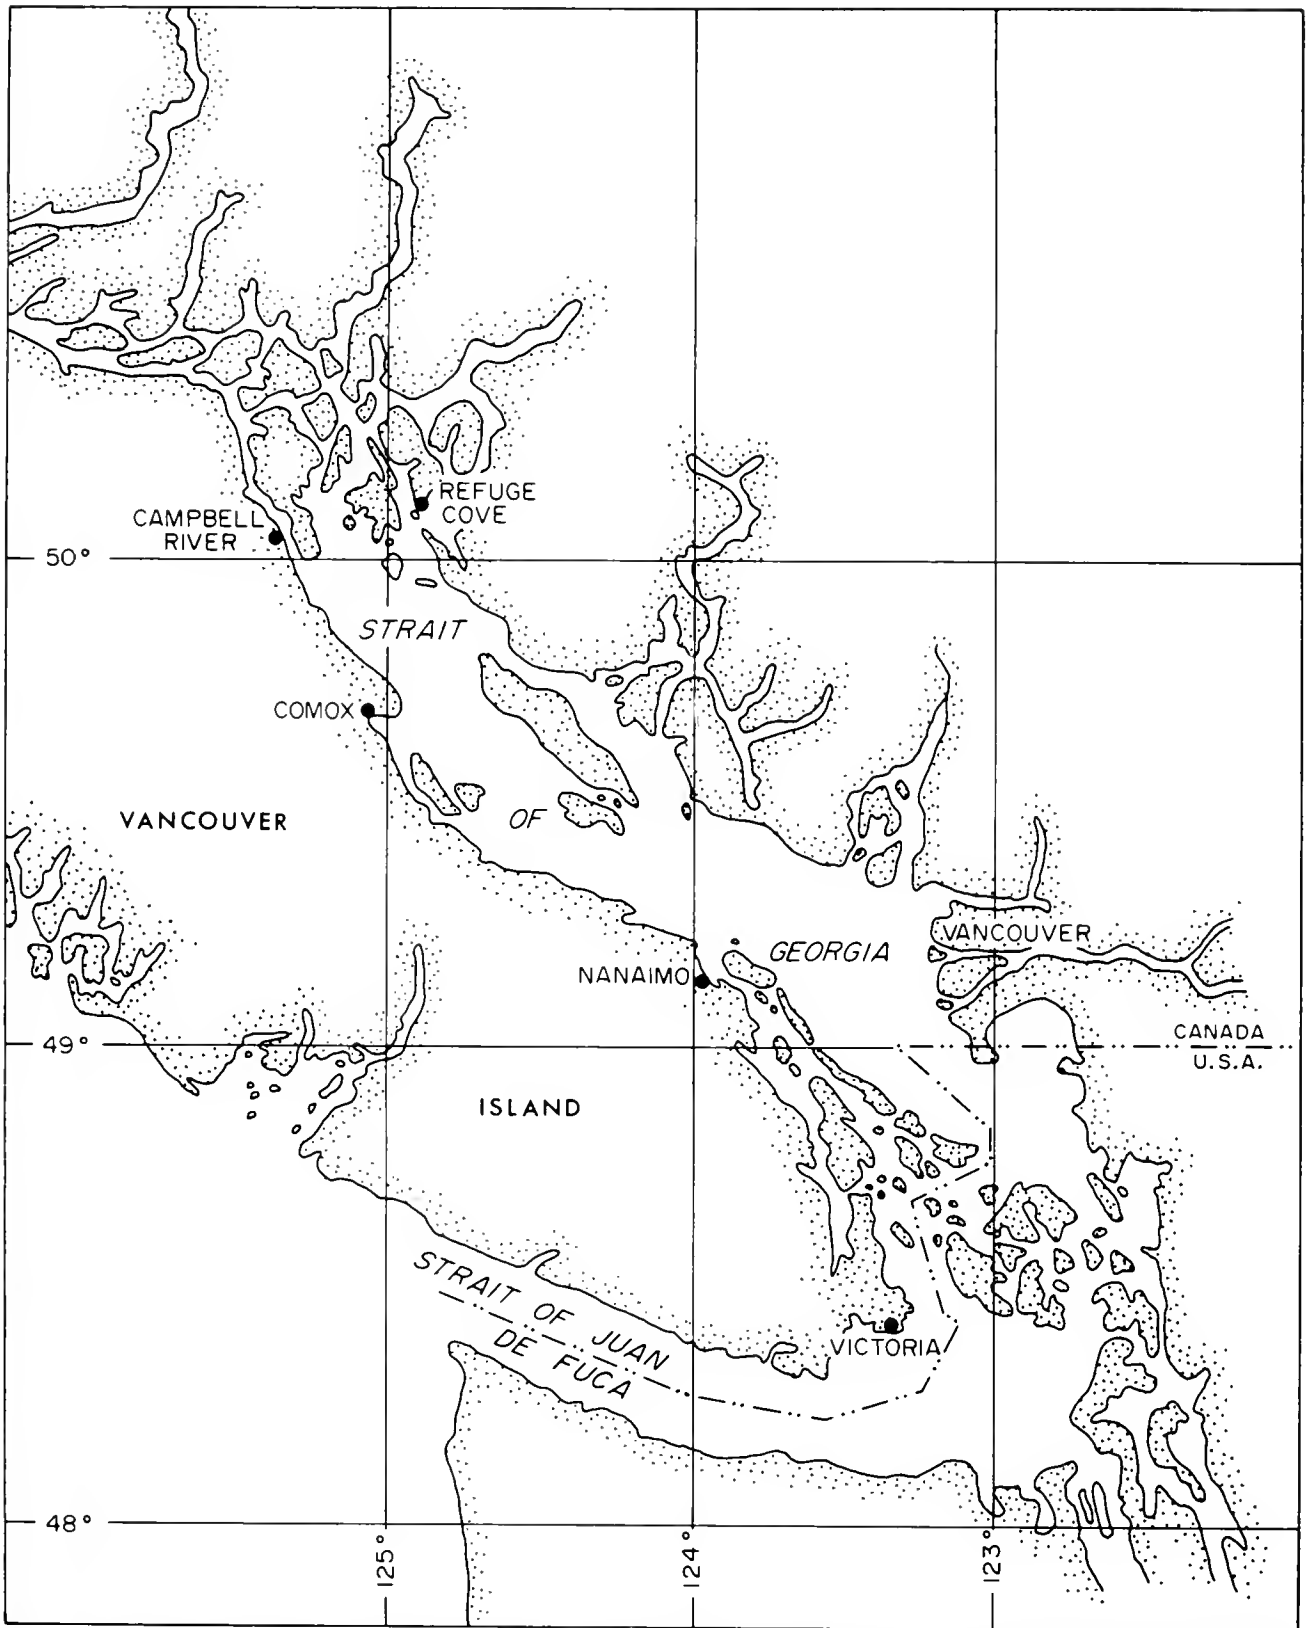 REFUGE
COVE
CAMPBELL
RIVER
50°
STRAIT
COMOX
VANCOUVER
OF
VANCOUVER
GEORGIA
NANAIMO
CANADA
49°
U.S.A.
ISLAND
STRAIT OF JUAN
DE FUCA
VICTORIA
48°
125°
124°
123°